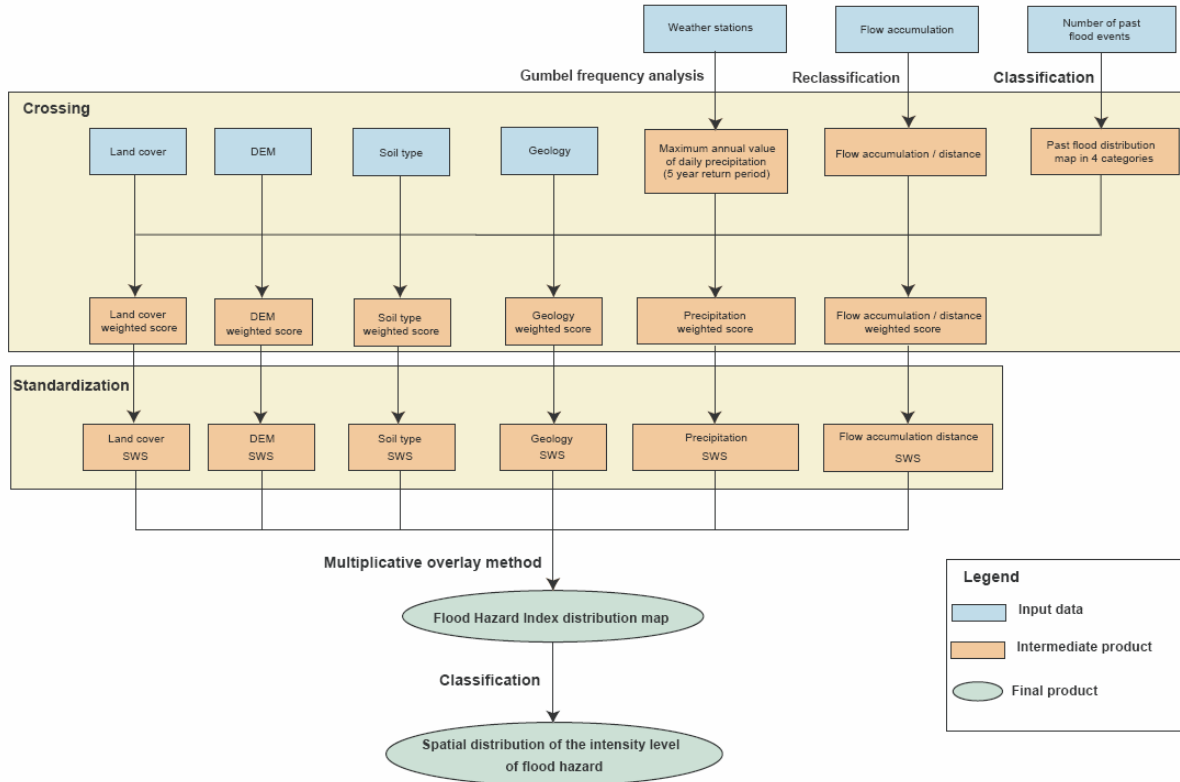 Weather stations
Flow accumulation
Number of past
flood events
Gumbel frequency analysis
Reclassification
Classification
Crossing
Land cover
DEM
Soil type
Geology
Maximum annual value
of daily precipitation
(5 year return period)
Flow accumulation / distance
Past flood distribution
map in 4 categories
Land cover
weighted score
DEM
weighted score
Soil type
weighted score
Geology
weighted score
Precipitation
weighted score
Flow accumulation / distance
weighted score
Standardization
Land cover
SWS
DEM
SWS
Soil type
SWS
Geology
SWS
Precipitation
SWS
Flow accumulation distance
SWS
Multiplicative overlay method
Flood Hazard Index distribution map
Classification
Spatial distribution of the intensity level
of flood hazard
Legend
Input data
Intermediate product
Final product